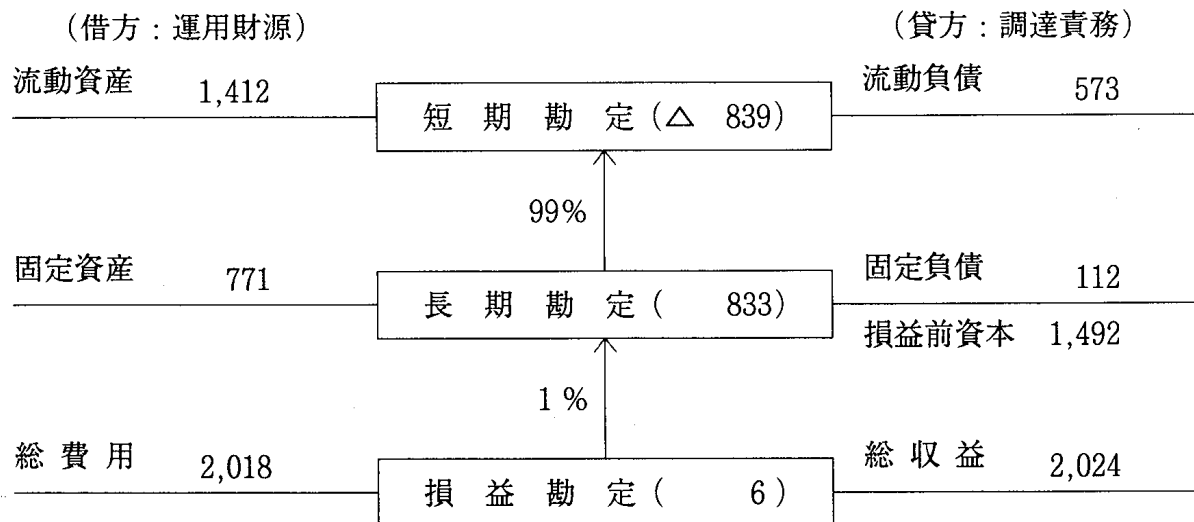 (借方：運用財源) (貸方：調達責務)
流動資産 1,412 短期勘定(△ 839) 流動負債 573
99%
固定資産 771 長期勘定( 833) 固定負債 112
損益前資本 1,492
1%
総費用 2,018 損益勘定( 6) 総収益 2,024